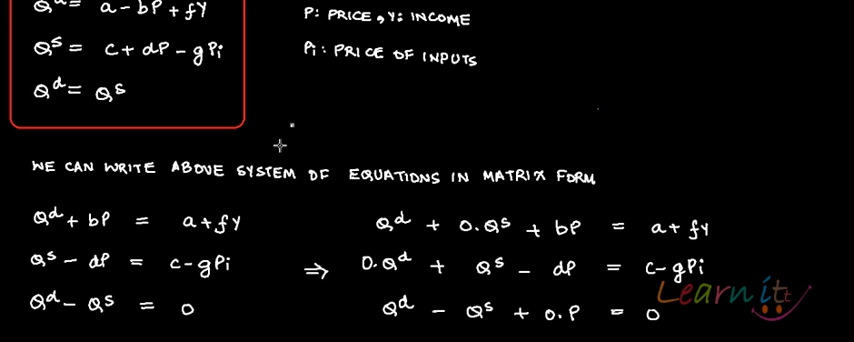 Qd = a - bP + fY
P: PRICE, Y: INCOME
Qs = c + dP - gPi
Pi: PRICE OF INPUTS
Qd = Qs
WE CAN WRITE ABOVE SYSTEM OF EQUATIONS IN MATRIX FORM
Qd + bP = a + fY
Qd + 0.Qs + bP = a + fY
Qs - dP = c - gPi
⇒ 0.Qd + Qs - dP = c - gPi
Qd - Qs = 0
Qd - Qs + 0.P = 0
Learnitt